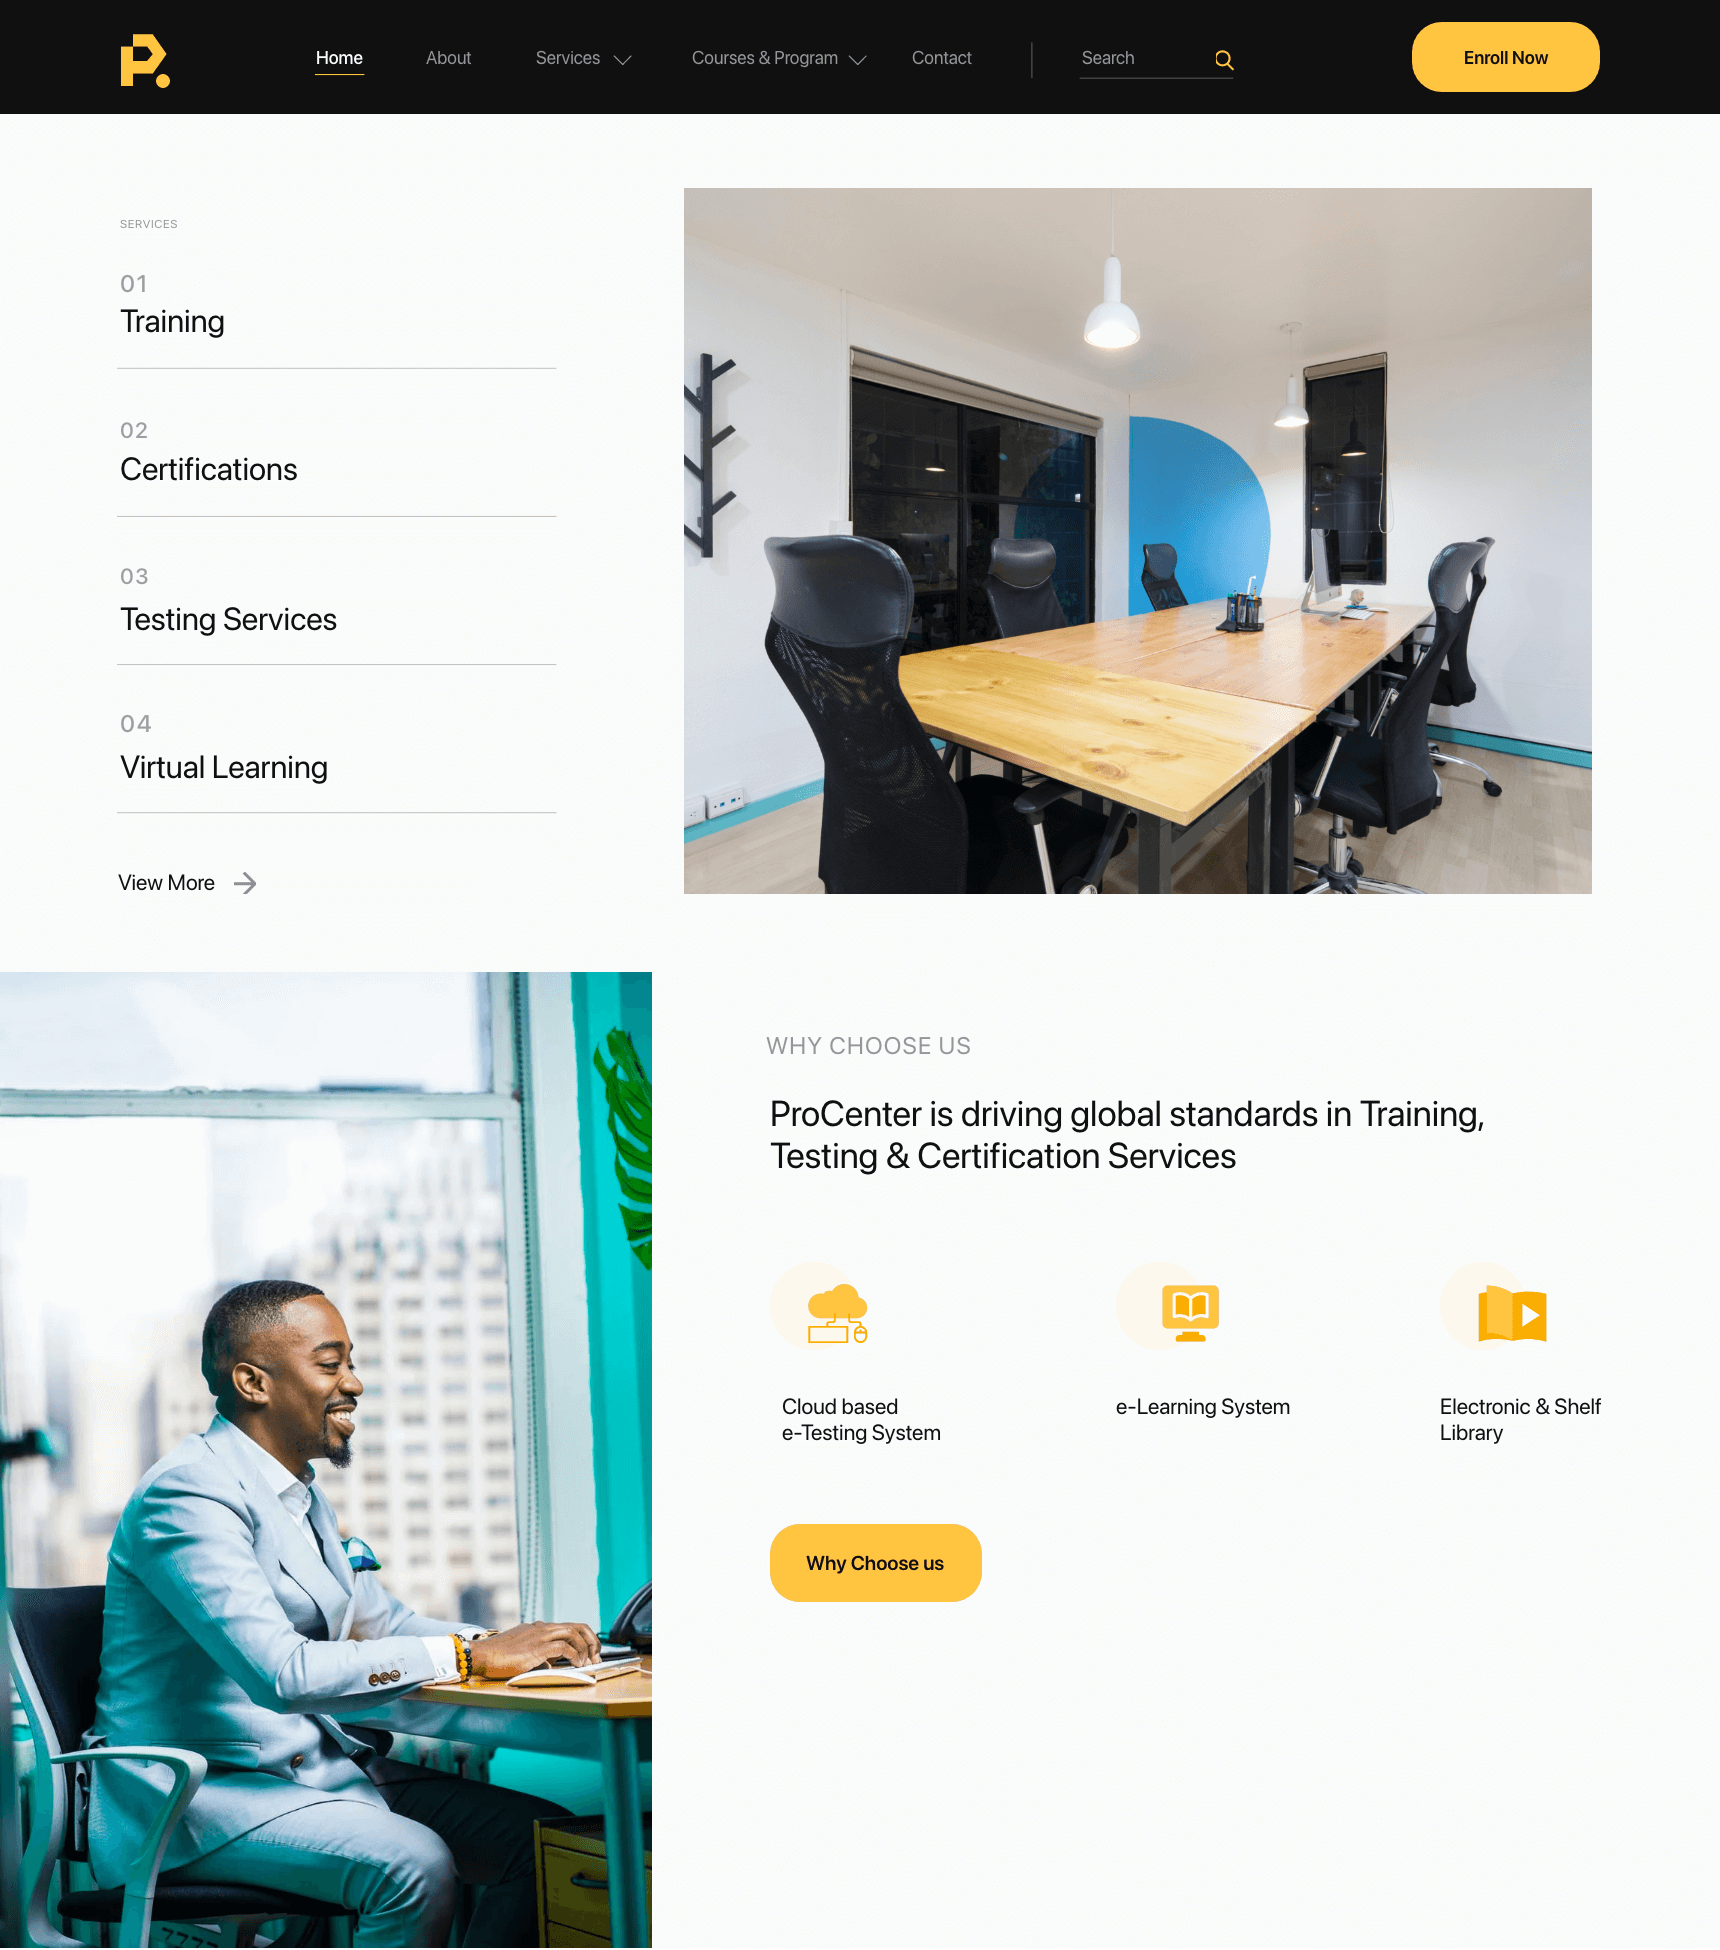 P.
Home
About
Services
Courses & Program
Contact
Search
Enroll Now
SERVICES
01
Training
02
Certifications
03
Testing Services
04
Virtual Learning
View More
WHY CHOOSE US
ProCenter is driving global standards in Training,
Testing & Certification Services
Cloud based
e-Testing System
e-Learning System
Electronic & Shelf
Library
Why Choose us